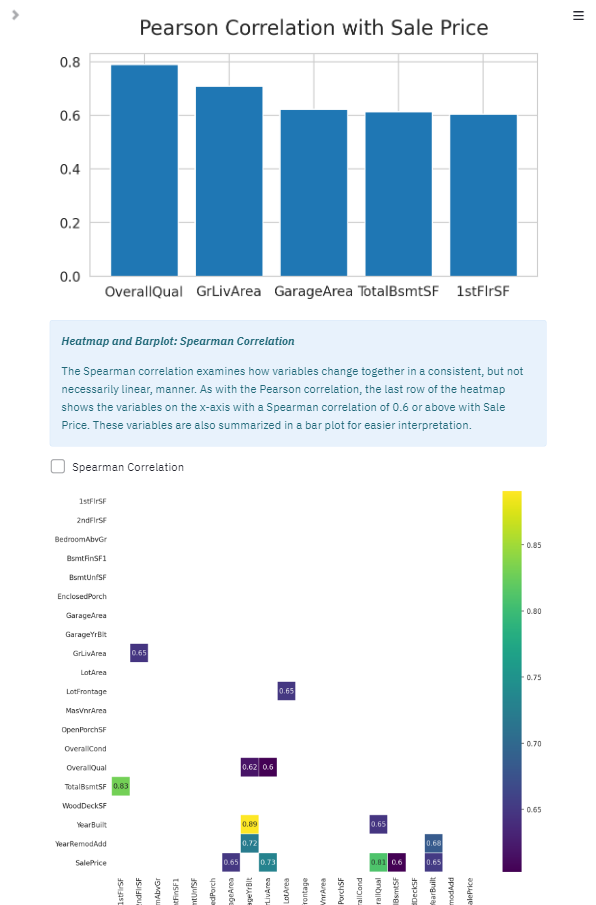 Pearson Correlation with Sale Price
0.8
0.6
0.4
0.2
0.0
OverallQual GrLivArea GarageArea TotalBsmtSF 1stFlrSF
Heatmap and Barplot: Spearman Correlation
The Spearman correlation examines how variables change together in a consistent, but not
necessarily linear, manner. As with the Pearson correlation, the last row of the heatmap
shows the variables on the x-axis with a Spearman correlation of 0.6 or above with Sale
Price. These variables are also summarized in a bar plot for easier interpretation.
Spearman Correlation
1stFlrSF
2ndFlrSF
BedroomAbvGr
BsmtFinSF1
BsmtUnfSF
EnclosedPorch
GarageArea
GarageYrBlt
GrLivArea 0.65
LotArea
LotFrontage 0.65
MasVnrArea
OpenPorchSF
OverallCond
OverallQual 0.62 0.6
TotalBsmtSF 0.83
WoodDeckSF
YearBuilt 0.89 0.65
YearRemodAdd 0.72 0.68
SalePrice 0.65 0.73 0.81 0.6 0.65
0.85
0.80
0.75
0.70
0.65
1stFlrSF
ndFlrSF
mAbvGr
tFinSF1
tUnfSF
edPorch
ageArea
geYrBlt
rLivArea
LotArea
rontage
VnrArea
PorchSF
rallCond
rallQual
lBsmtSF
DeckSF
earBuilt
modAdd
alePrice